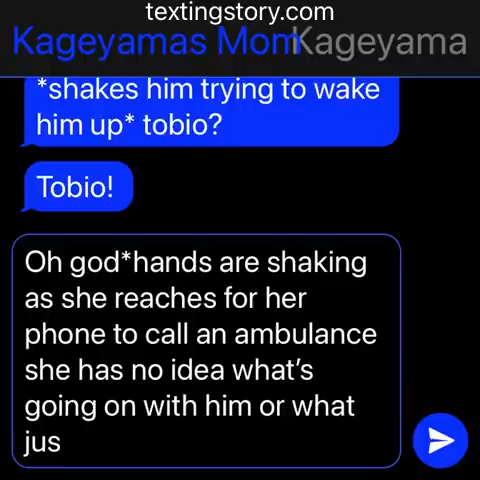 textingstory.com
Kageyamas Mom Kageyama
*shakes him trying to wake
him up* tobio?
Tobio!
Oh god*hands are shaking
as she reaches for her
phone to call an ambulance
she has no idea what’s
going on with him or what
jus